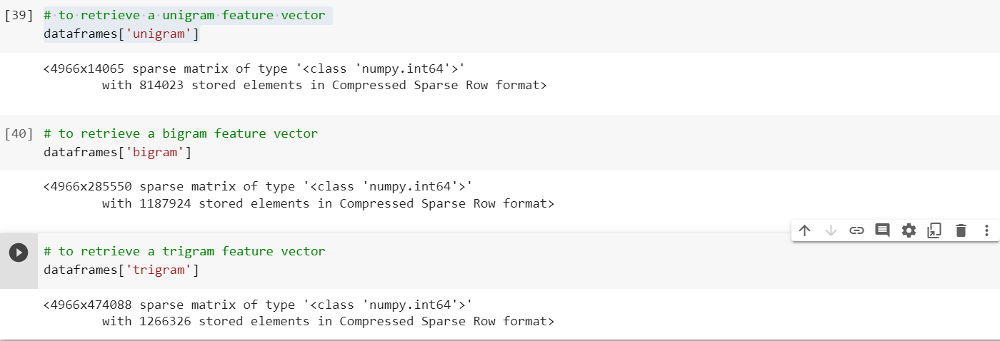 [39] # to retrieve a unigram feature vector
dataframes['unigram']
<4966x14065 sparse matrix of type '<class 'numpy.int64'>'
with 814023 stored elements in Compressed Sparse Row format>
[40] # to retrieve a bigram feature vector
dataframes['bigram']
<4966x285550 sparse matrix of type '<class 'numpy.int64'>'
with 1187924 stored elements in Compressed Sparse Row format>
# to retrieve a trigram feature vector
dataframes['trigram']
<4966x474088 sparse matrix of type '<class 'numpy.int64'>'
with 1266326 stored elements in Compressed Sparse Row format>